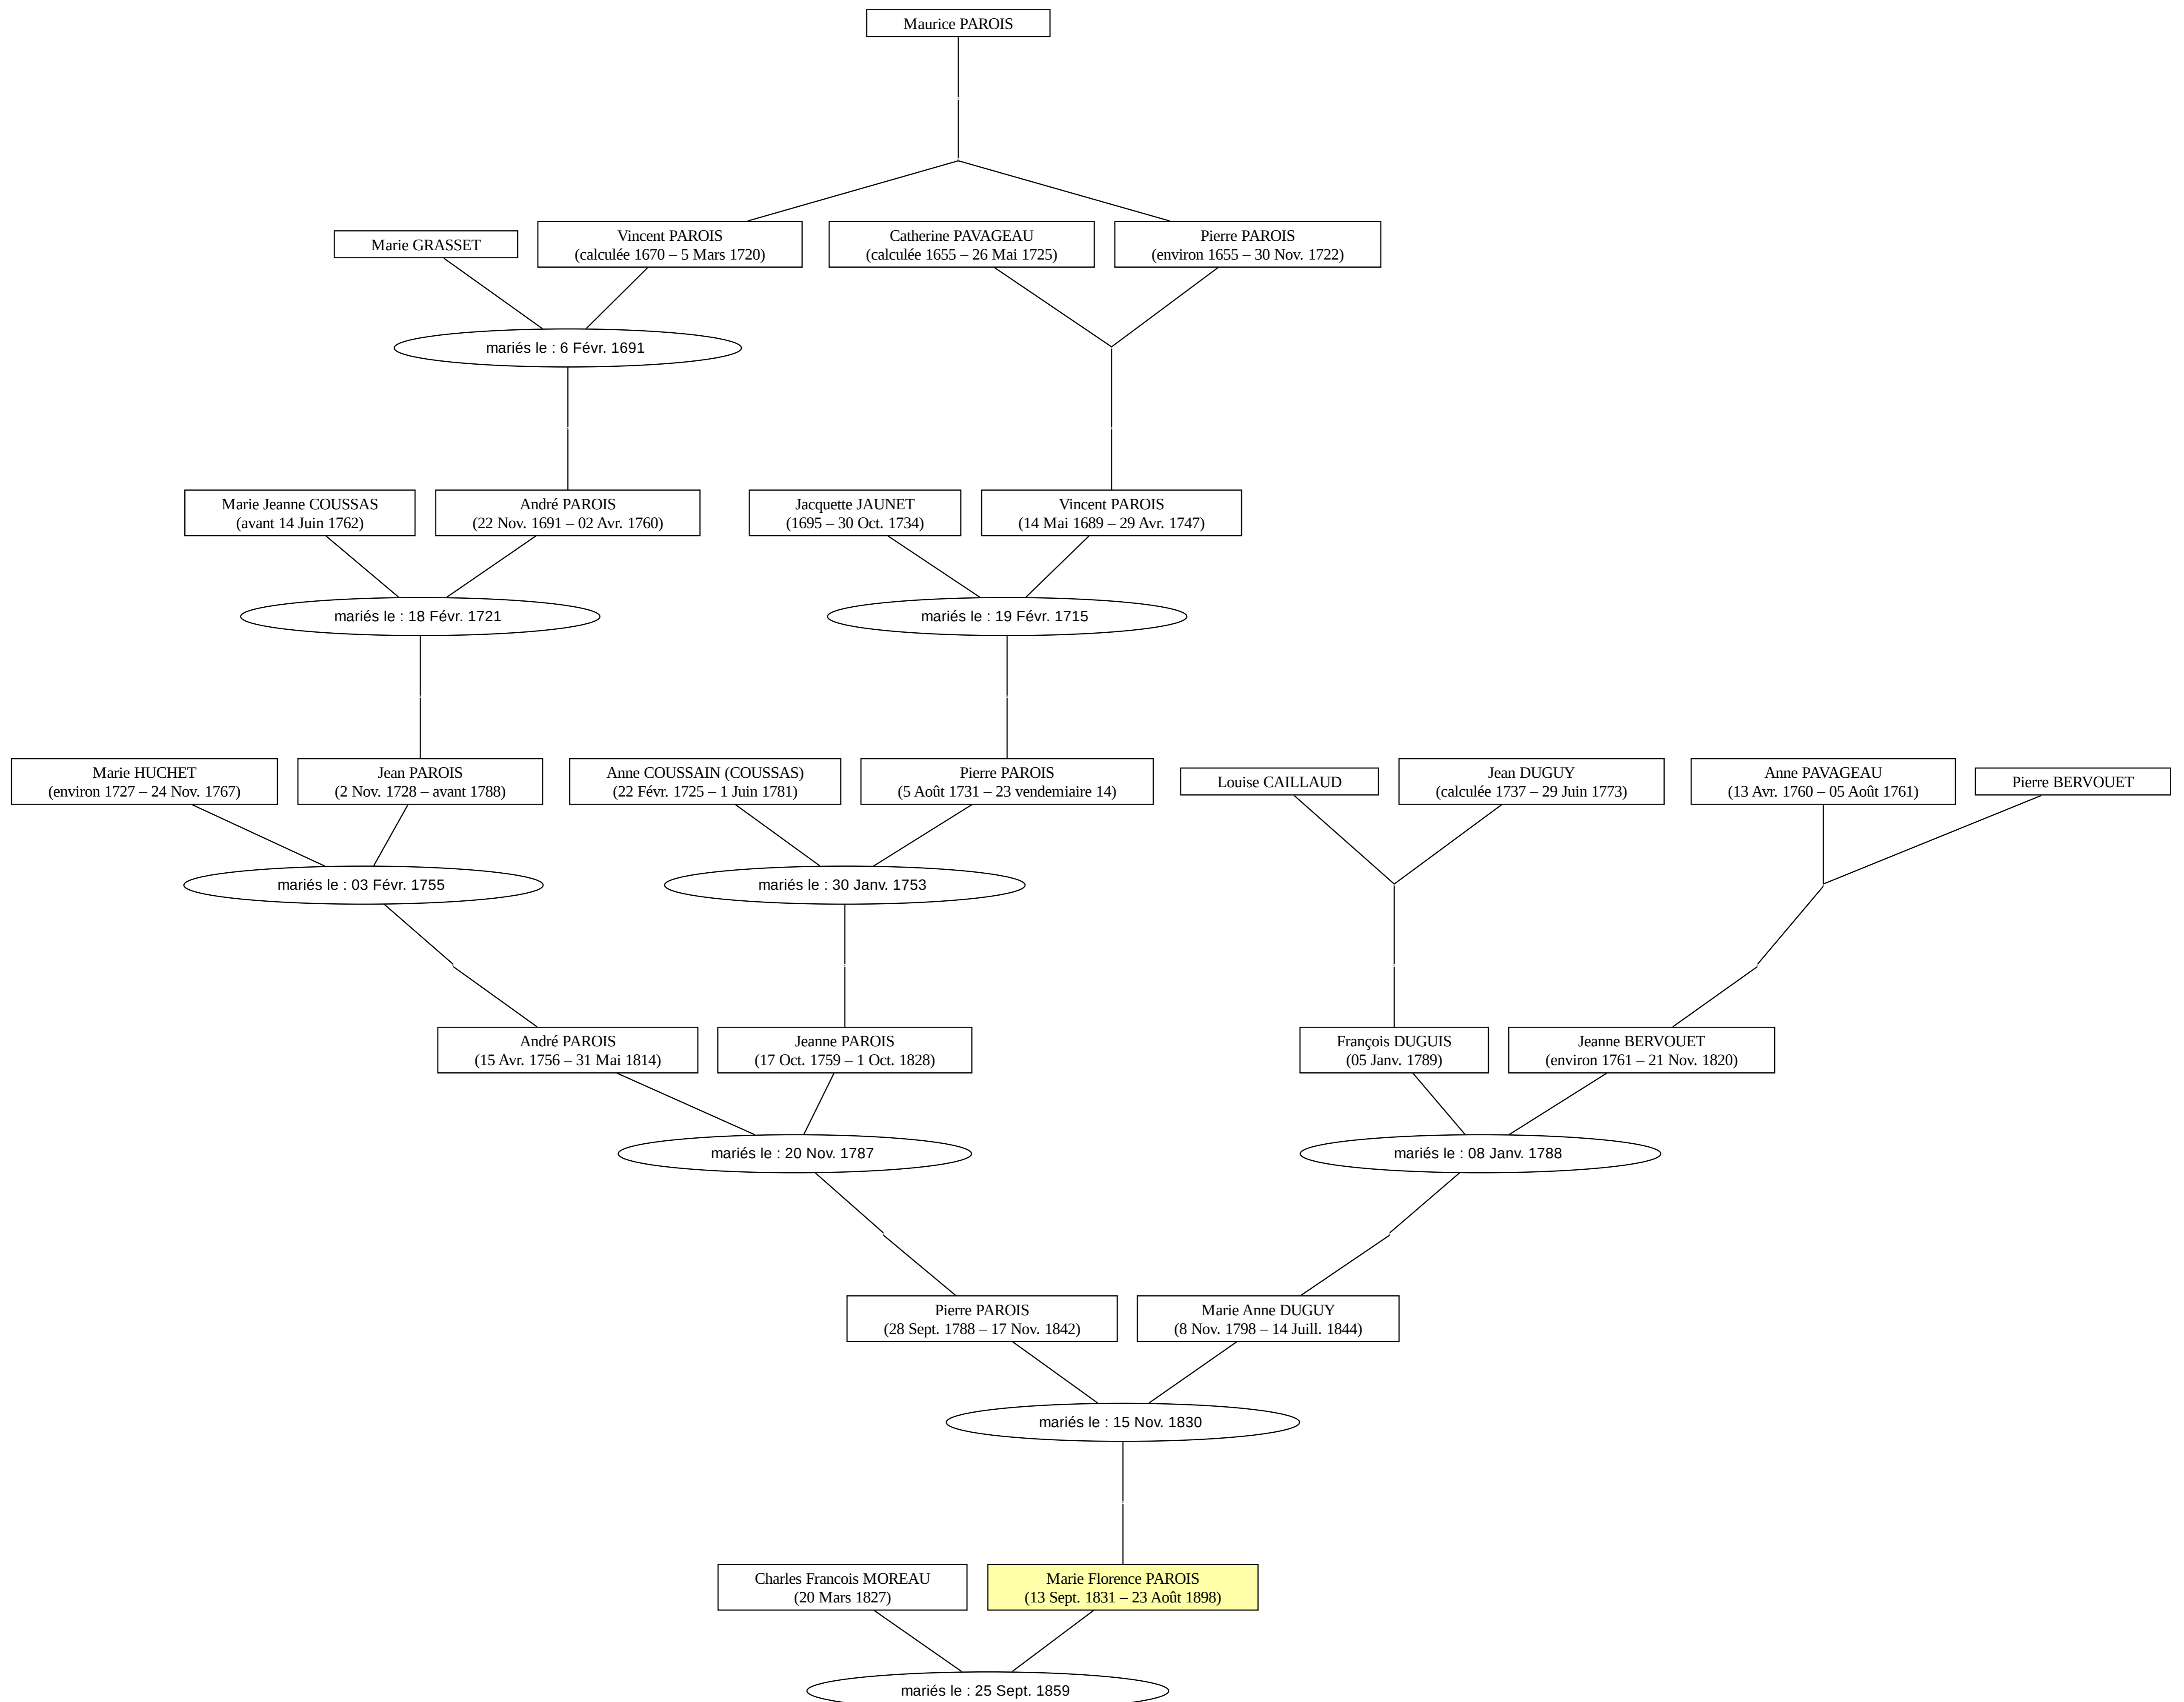 Maurice PAROIS
Marie GRASSET
Vincent PAROIS
(calculée 1670 – 5 Mars 1720)
Catherine PAVAGEAU
(calculée 1655 – 26 Mai 1725)
Pierre PAROIS
(environ 1655 – 30 Nov. 1722)
mariés le : 6 Févr. 1691
Marie Jeanne COUSSAS
(avant 14 Juin 1762)
André PAROIS
(22 Nov. 1691 – 02 Avr. 1760)
Jacquette JAUNET
(1695 – 30 Oct. 1734)
Vincent PAROIS
(14 Mai 1689 – 29 Avr. 1747)
mariés le : 18 Févr. 1721
mariés le : 19 Févr. 1715
Marie HUCHET
(environ 1727 – 24 Nov. 1767)
Jean PAROIS
(2 Nov. 1728 – avant 1788)
Anne COUSSAIN (COUSSAS)
(22 Févr. 1725 – 1 Juin 1781)
Pierre PAROIS
(5 Août 1731 – 23 vendemiaire 14)
Louise CAILLAUD
Jean DUGUY
(calculée 1737 – 29 Juin 1773)
Anne PAVAGEAU
(13 Avr. 1760 – 05 Août 1761)
Pierre BERVOUET
mariés le : 03 Févr. 1755
mariés le : 30 Janv. 1753
André PAROIS
(15 Avr. 1756 – 31 Mai 1814)
Jeanne PAROIS
(17 Oct. 1759 – 1 Oct. 1828)
François DUGUIS
(05 Janv. 1789)
Jeanne BERVOUET
(environ 1761 – 21 Nov. 1820)
mariés le : 20 Nov. 1787
mariés le : 08 Janv. 1788
Pierre PAROIS
(28 Sept. 1788 – 17 Nov. 1842)
Marie Anne DUGUY
(8 Nov. 1798 – 14 Juill. 1844)
mariés le : 15 Nov. 1830
Charles Francois MOREAU
(20 Mars 1827)
Marie Florence PAROIS
(13 Sept. 1831 – 23 Août 1898)
mariés le : 25 Sept. 1859